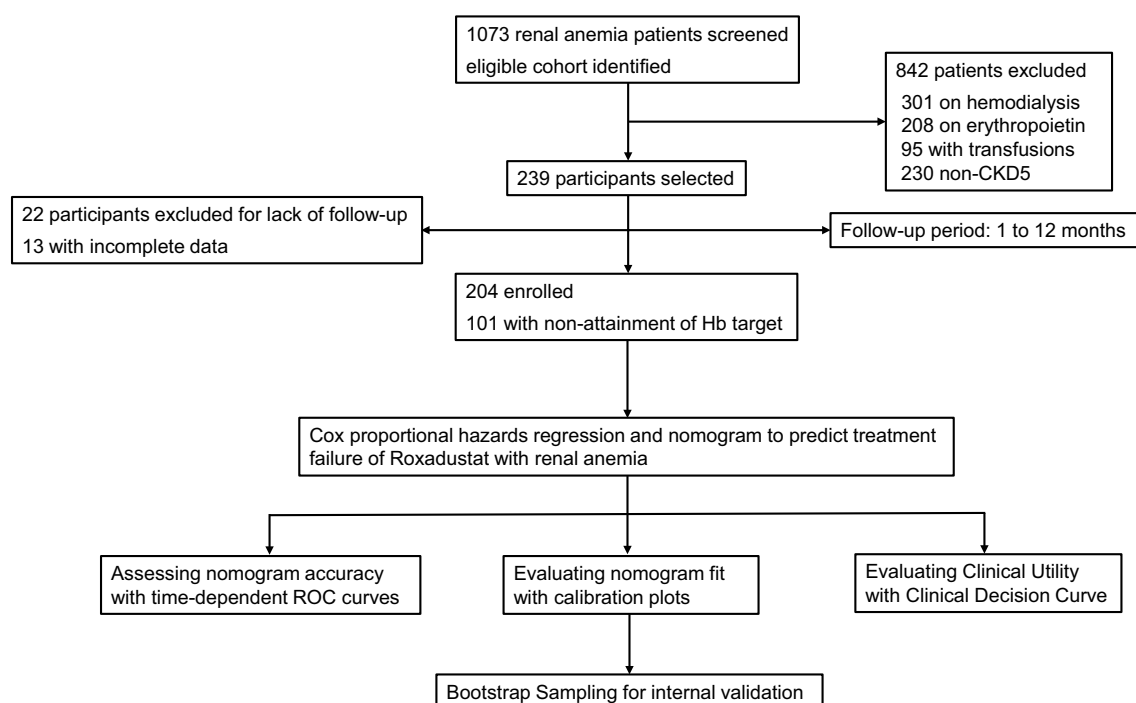 1073 renal anemia patients screened
eligible cohort identified
842 patients excluded
301 on hemodialysis
208 on erythropoietin
95 with transfusions
230 non-CKD5
239 participants selected
22 participants excluded for lack of follow-up
13 with incomplete data
Follow-up period: 1 to 12 months
204 enrolled
101 with non-attainment of Hb target
Cox proportional hazards regression and nomogram to predict treatment
failure of Roxadustat with renal anemia
Assessing nomogram accuracy
with time-dependent ROC curves
Evaluating nomogram fit
with calibration plots
Evaluating Clinical Utility
with Clinical Decision Curve
Bootstrap Sampling for internal validation